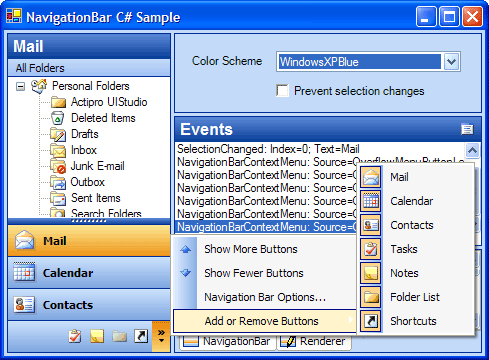 NavigationBar C# Sample
Mail
All Folders
Personal Folders
Actipro UIStudio
Deleted Items
Drafts
Inbox
Junk E-mail
Outbox
Sent Items
Search Folders
Mail
Calendar
Contacts
Color Scheme
WindowsXPBlue
Prevent selection changes
Events
SelectionChanged: Index=0; Text=Mail
NavigationBarContextMenu: Source=OverflowMenuButtonLo
NavigationBarContextMenu: Source=
NavigationBarContextMenu: Source=
NavigationBarContextMenu: Source=
NavigationBarContextMenu: Source=
NavigationBarContextMenu: Source=
Show More Buttons
Show Fewer Buttons
Navigation Bar Options...
Add or Remove Buttons
Mail
Calendar
Contacts
Tasks
Notes
Folder List
Shortcuts
NavigationBar
Renderer